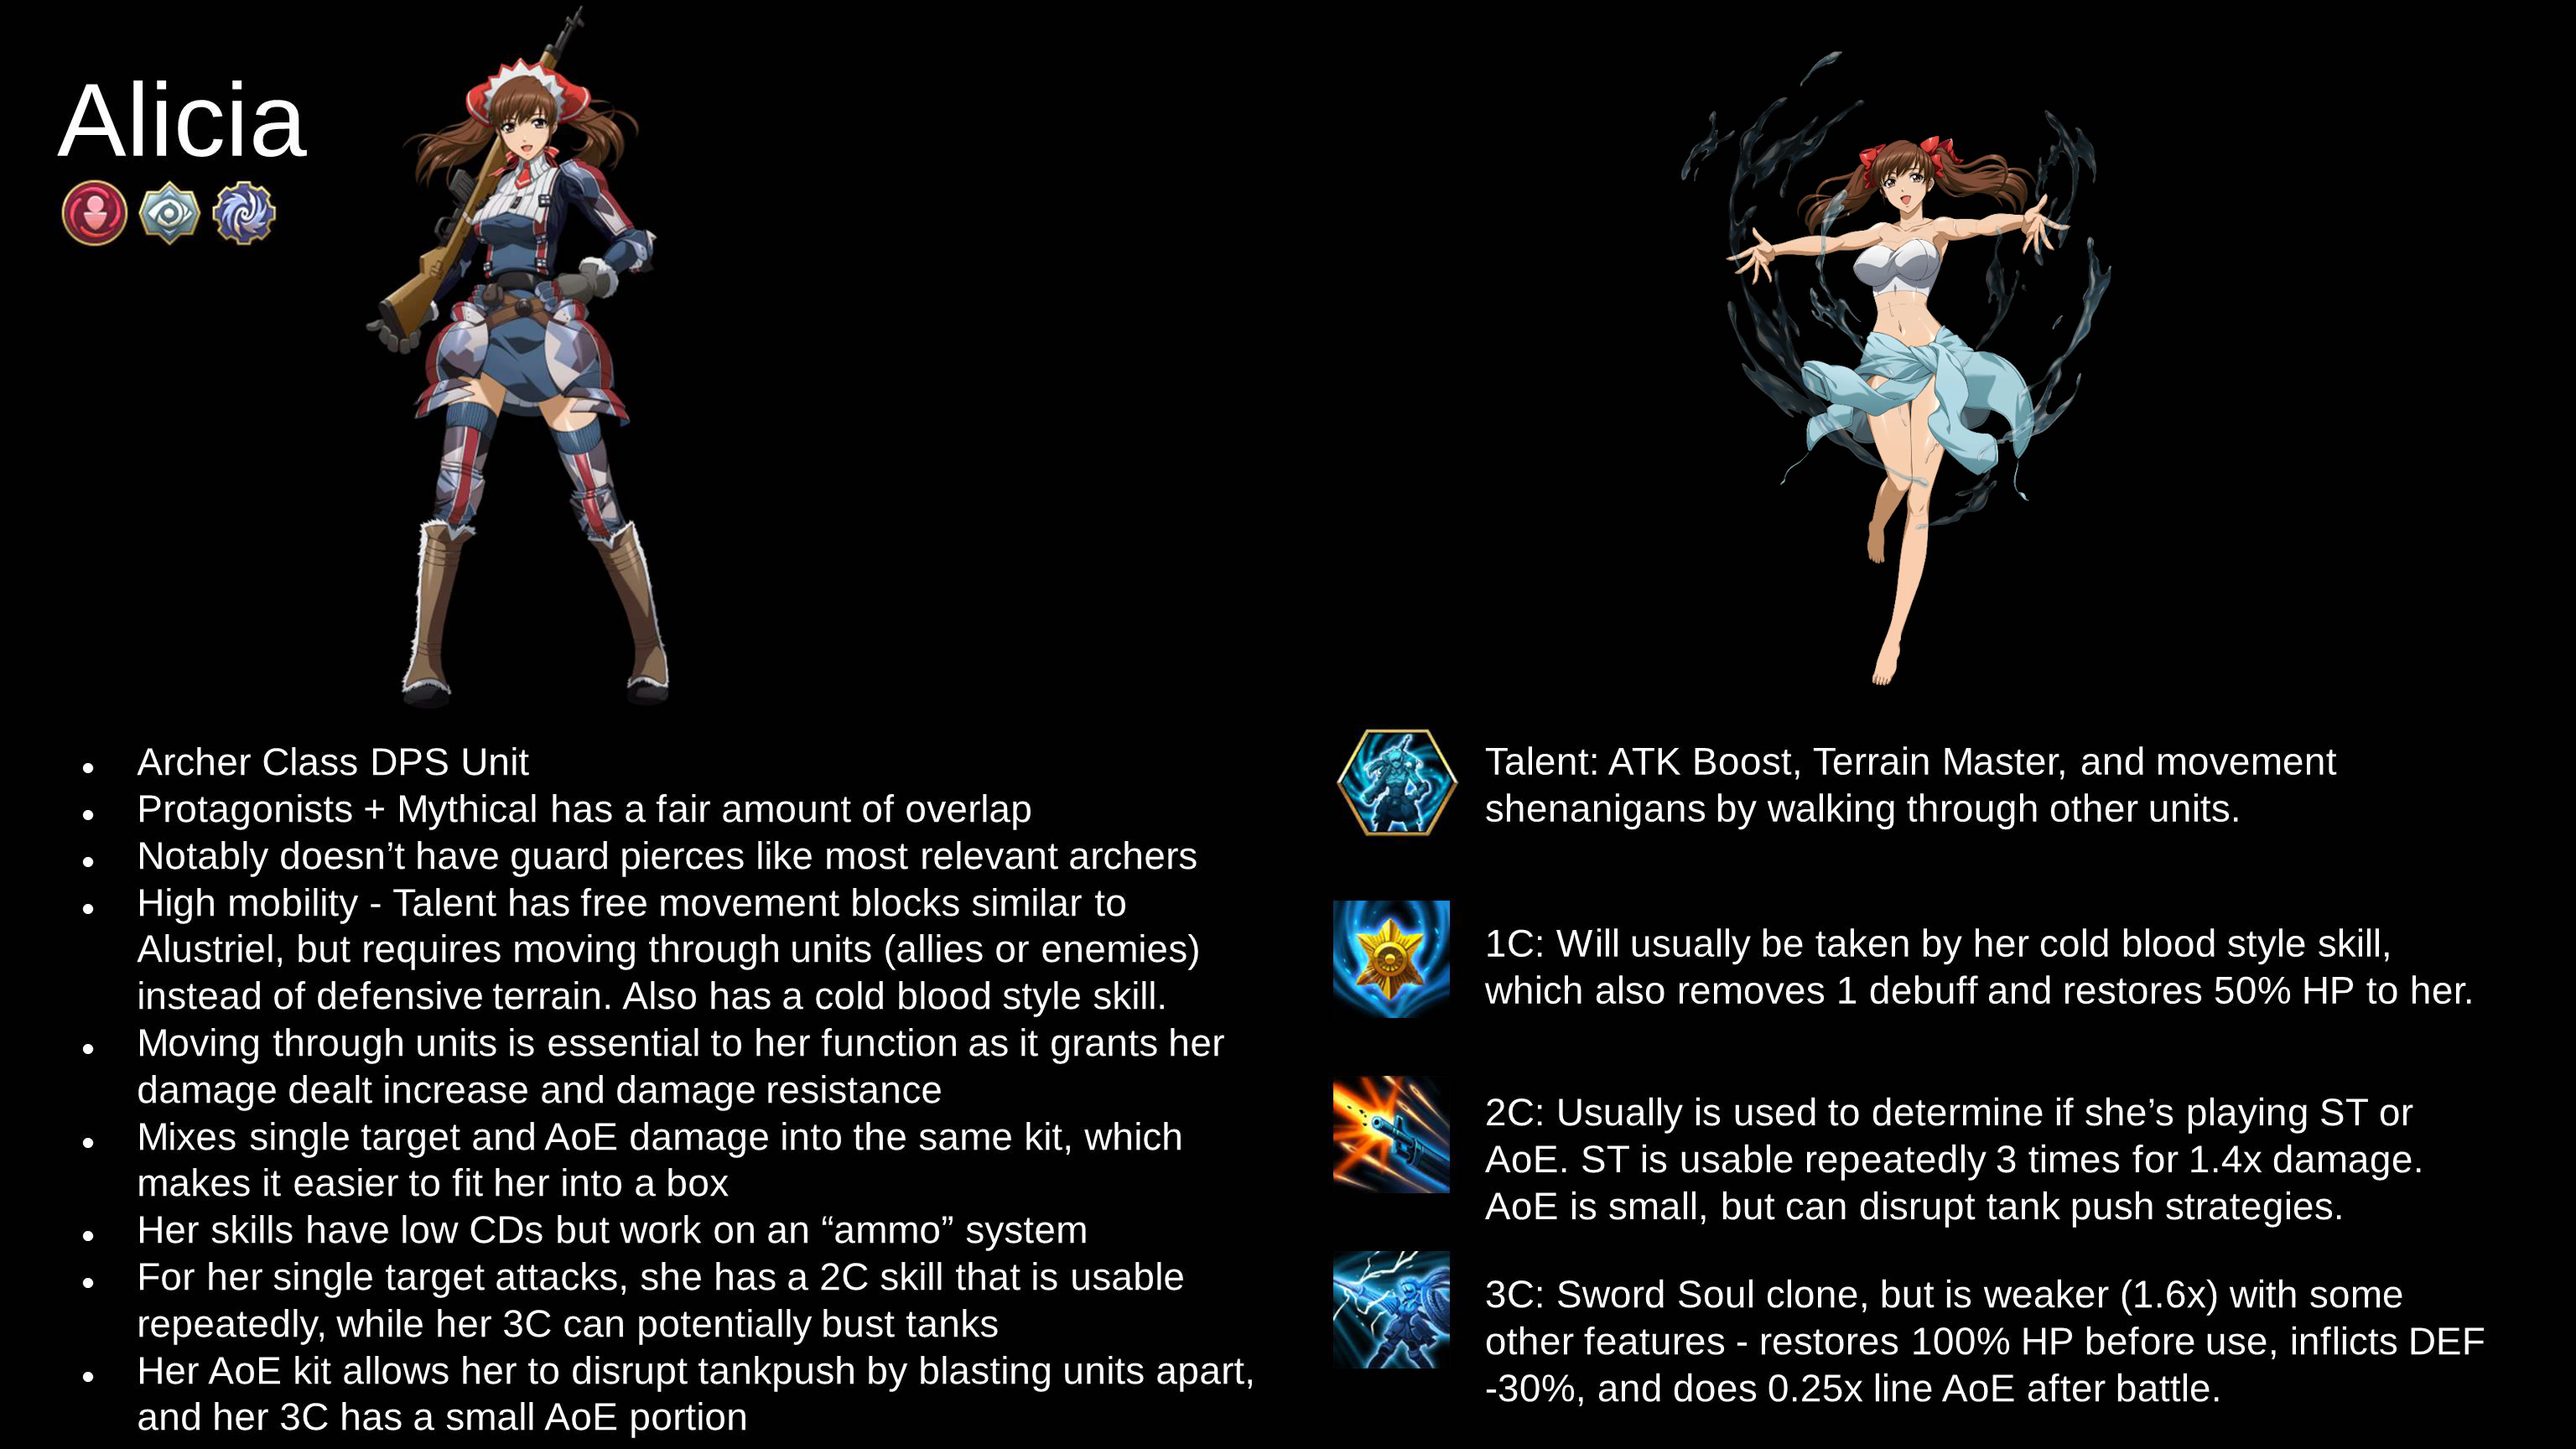 Alicia
• Archer Class DPS Unit
• Protagonists + Mythical has a fair amount of overlap
• Notably doesn’t have guard pierces like most relevant archers
• High mobility - Talent has free movement blocks similar to
Alustriel, but requires moving through units (allies or enemies)
instead of defensive terrain. Also has a cold blood style skill.
• Moving through units is essential to her function as it grants her
damage dealt increase and damage resistance
• Mixes single target and AoE damage into the same kit, which
makes it easier to fit her into a box
• Her skills have low CDs but work on an “ammo” system
• For her single target attacks, she has a 2C skill that is usable
repeatedly, while her 3C can potentially bust tanks
• Her AoE kit allows her to disrupt tankpush by blasting units apart,
and her 3C has a small AoE portion
Talent: ATK Boost, Terrain Master, and movement
shenanigans by walking through other units.
1C: Will usually be taken by her cold blood style skill,
which also removes 1 debuff and restores 50% HP to her.
2C: Usually is used to determine if she’s playing ST or
AoE. ST is usable repeatedly 3 times for 1.4x damage.
AoE is small, but can disrupt tank push strategies.
3C: Sword Soul clone, but is weaker (1.6x) with some
other features - restores 100% HP before use, inflicts DEF
-30%, and does 0.25x line AoE after battle.